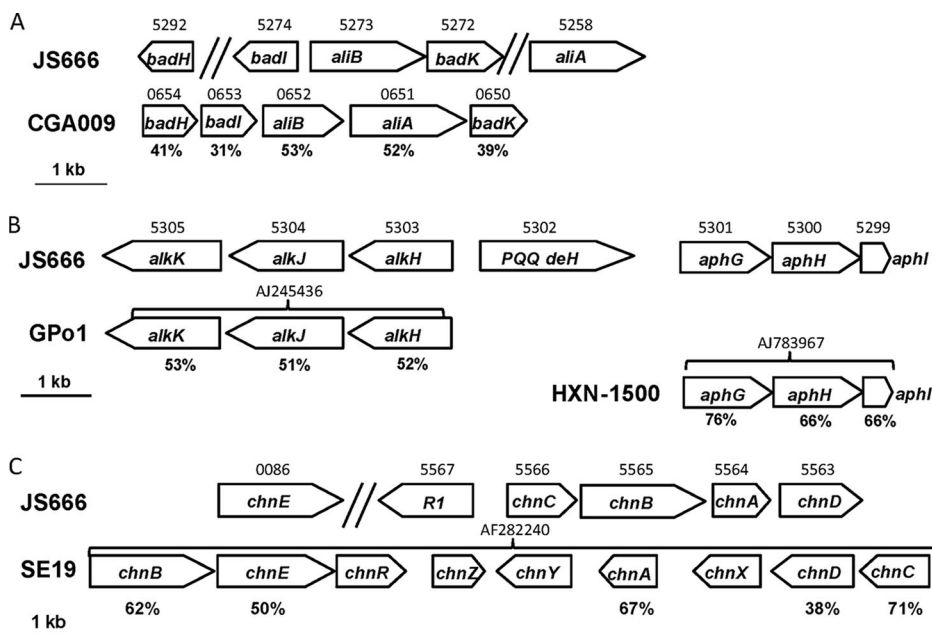 A
5292 5274 5273 5272 5258
JS666 badH badI aliB badK aliA
0654 0653 0652 0651 0650
CGA009 badH badI aliB aliA badK
41% 31% 53% 52% 39%
1 kb
B
5305 5304 5303 5302 5301 5300 5299
JS666 alkK alkJ alkH PQQ deH aphG aphH aphI
AJ245436
GPo1 alkK alkJ alkH
53% 51% 52%
AJ783967
1 kb
HXN-1500 aphG aphH aphI
76% 66% 66%
C
0086 5567 5566 5565 5564 5563
JS666 chnE R1 chnC chnB chnA chnD
AF282240
SE19 chnB chnE chnR chnZ chnY chnA chnX chnD chnC
62% 50% 67% 38% 71%
1 kb